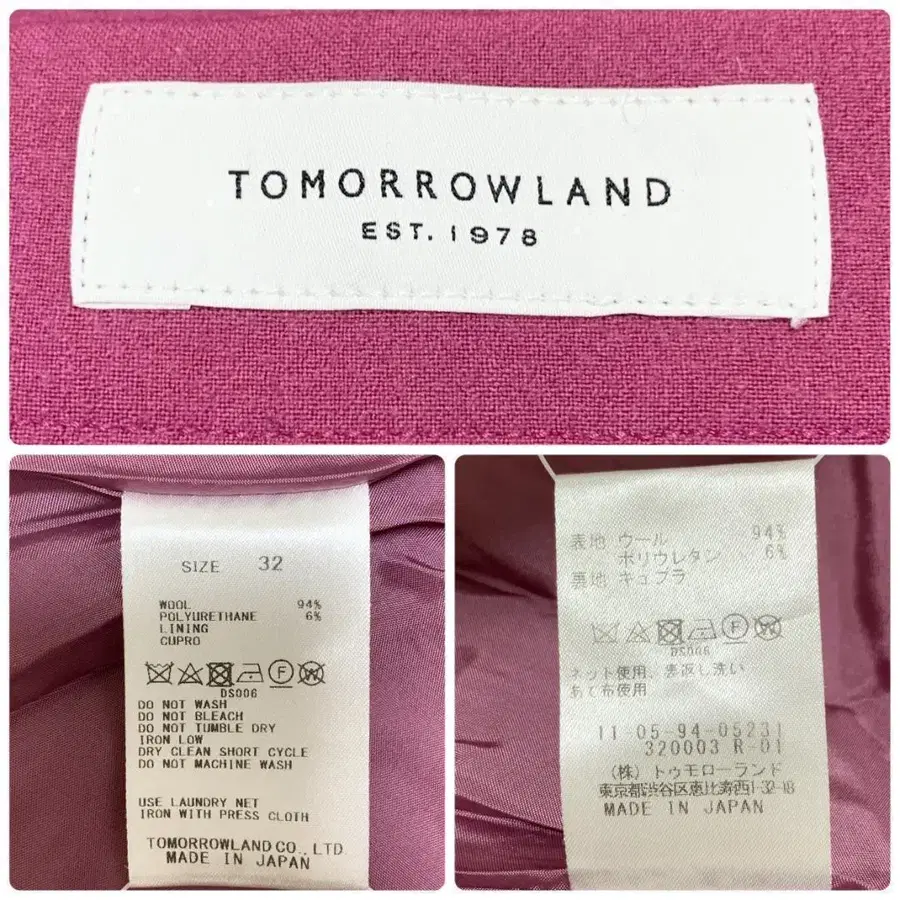 TOMORROWLAND
EST. 1978
SIZE 32
WOOL 94%
POLYURETHANE 6%
LINING
CUPRO
DS006
DO NOT WASH
DO NOT BLEACH
DO NOT TUMBLE DRY
IRON LOW
DRY CLEAN SHORT CYCLE
DO NOT MACHINE WASH
USE LAUNDRY NET
IRON WITH PRESS CLOTH
TOMORROWLAND CO., LTD.
MADE IN JAPAN
表地 ウール 94%
ポリウレタン 6%
裏地 キュプラ
DS006
ネット使用、裏返し洗い
あて布使用
11-05-94-05231
320003 R-01
(株) トゥモローランド
東京都渋谷区恵比寿西1-32-18
MADE IN JAPAN